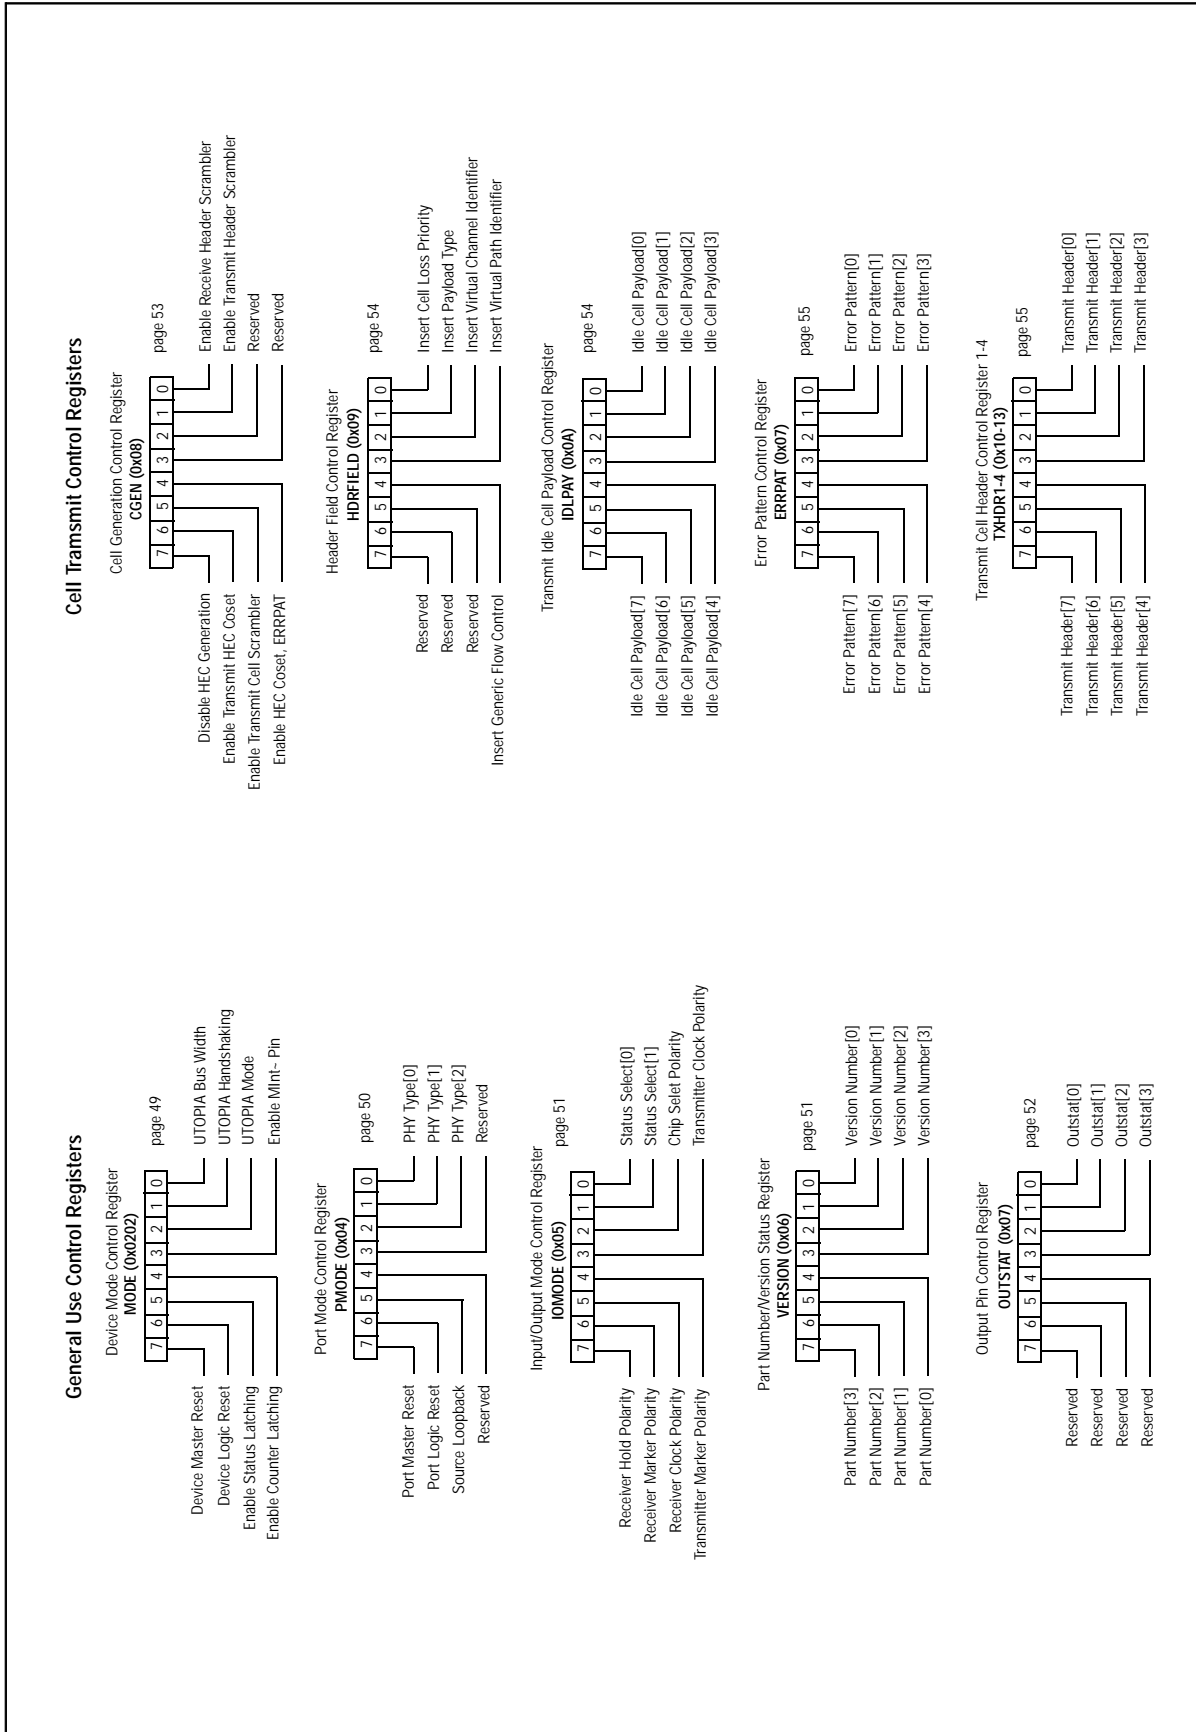 General Use Control Registers
Device Mode Control Register
MODE (0x0202)
page 49
7 6 5 4 3 2 1 0
Device Master Reset
Device Logic Reset
Enable Status Latching
Enable Counter Latching
UTOPIA Bus Width
UTOPIA Handshaking
UTOPIA Mode
Enable MInt~ Pin
Port Mode Control Register
PMODE (0x04)
page 50
7 6 5 4 3 2 1 0
Port Master Reset
Port Logic Reset
Source Loopback
Reserved
PHY Type[0]
PHY Type[1]
PHY Type[2]
Reserved
Input/Output Mode Control Register
IOMODE (0x05)
page 51
7 6 5 4 3 2 1 0
Receiver Hold Polarity
Receiver Marker Polarity
Receiver Clock Polarity
Transmitter Marker Polarity
Status Select[0]
Status Select[1]
Chip Selet Polarity
Transmitter Clock Polarity
Part Number/Version Status Register
VERSION (0x06)
page 51
7 6 5 4 3 2 1 0
Part Number[3]
Part Number[2]
Part Number[1]
Part Number[0]
Version Number[0]
Version Number[1]
Version Number[2]
Version Number[3]
Output Pin Control Register
OUTSTAT (0x07)
page 52
7 6 5 4 3 2 1 0
Reserved
Reserved
Reserved
Reserved
Outstat[0]
Outstat[1]
Outstat[2]
Outstat[3]
Cell Tramsmit Control Registers
Cell Generation Control Register
CGEN (0x08)
page 53
7 6 5 4 3 2 1 0
Disable HEC Generation
Enable Transmit HEC Coset
Enable Transmit Cell Scrambler
Enable HEC Coset, ERRPAT
Enable Receive Header Scrambler
Enable Transmit Header Scrambler
Reserved
Reserved
Header Field Control Register
HDRFIELD (0x09)
page 54
7 6 5 4 3 2 1 0
Reserved
Reserved
Reserved
Insert Generic Flow Control
Insert Cell Loss Priority
Insert Payload Type
Insert Virtual Channel Identifier
Insert Virtual Path Identifier
Transmit Idle Cell Payload Control Register
IDLPAY (0x0A)
page 54
7 6 5 4 3 2 1 0
Idle Cell Payload[7]
Idle Cell Payload[6]
Idle Cell Payload[5]
Idle Cell Payload[4]
Idle Cell Payload[0]
Idle Cell Payload[1]
Idle Cell Payload[2]
Idle Cell Payload[3]
Error Pattern Control Register
ERRPAT (0x07)
page 55
7 6 5 4 3 2 1 0
Error Pattern[7]
Error Pattern[6]
Error Pattern[5]
Error Pattern[4]
Error Pattern[0]
Error Pattern[1]
Error Pattern[2]
Error Pattern[3]
Transmit Cell Header Control Register 1-4
TXHDR1-4 (0x10-13)
page 55
7 6 5 4 3 2 1 0
Transmit Header[7]
Transmit Header[6]
Transmit Header[5]
Transmit Header[4]
Transmit Header[0]
Transmit Header[1]
Transmit Header[2]
Transmit Header[3]